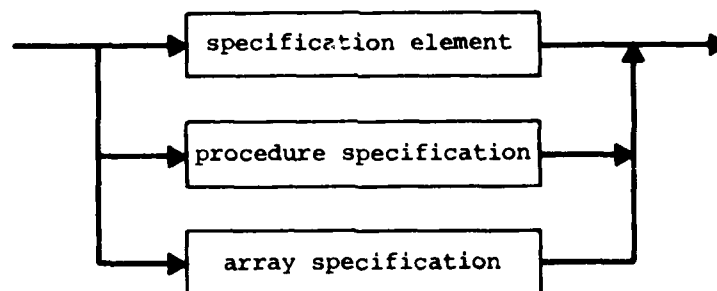 specification element
procedure specification
array specification